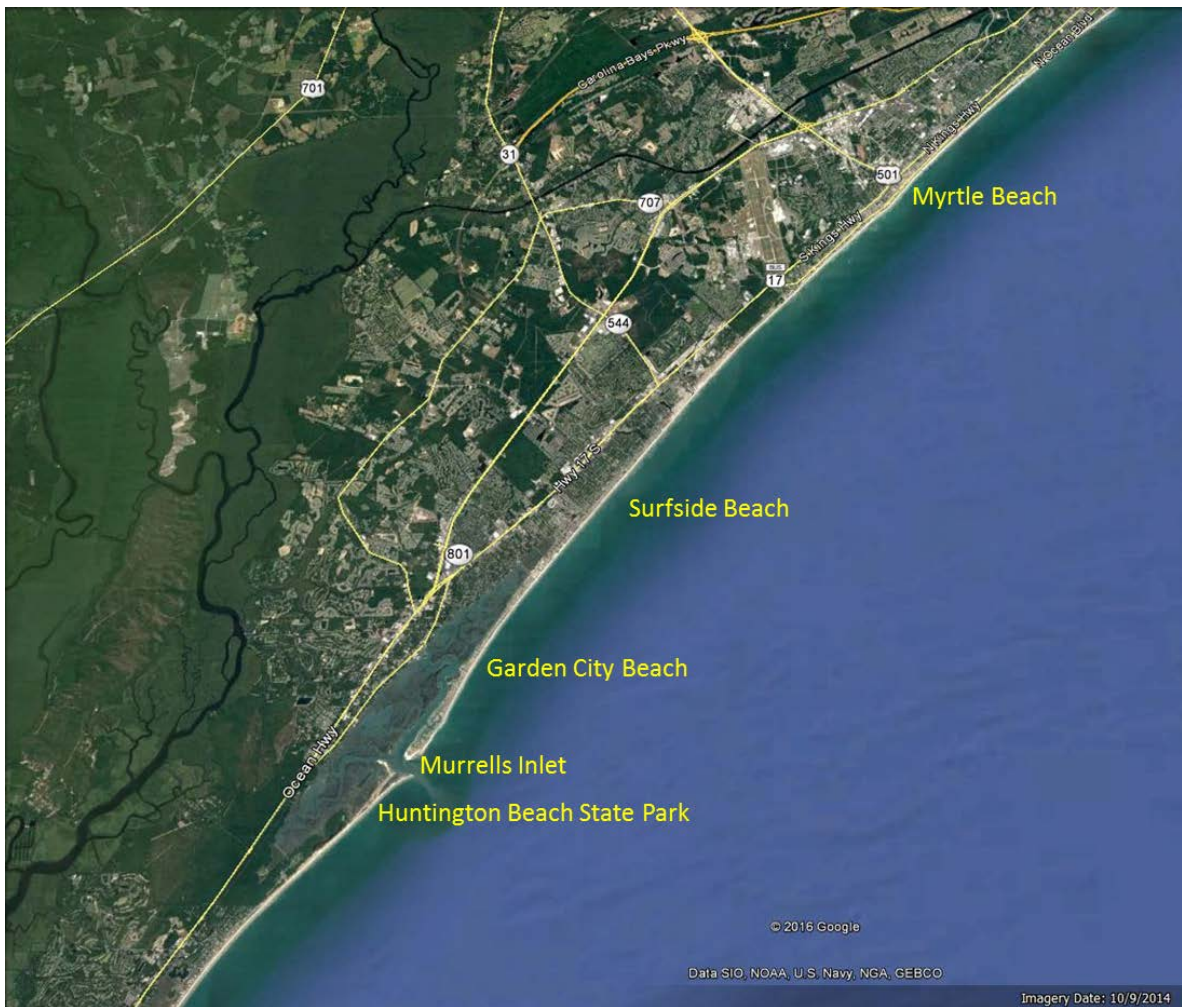 N Ocean Blvd
Carolina Bays Pkwy
701
N Kings Hwy
31
501
Myrtle Beach
707
S Kings Hwy
17
544
Hwy 17 S
Surfside Beach
801
Garden City Beach
Ocean Hwy
Murrells Inlet
Huntington Beach State Park
© 2016 Google
Data SIO, NOAA, U.S. Navy, NGA, GEBCO
Imagery Date: 10/9/2014